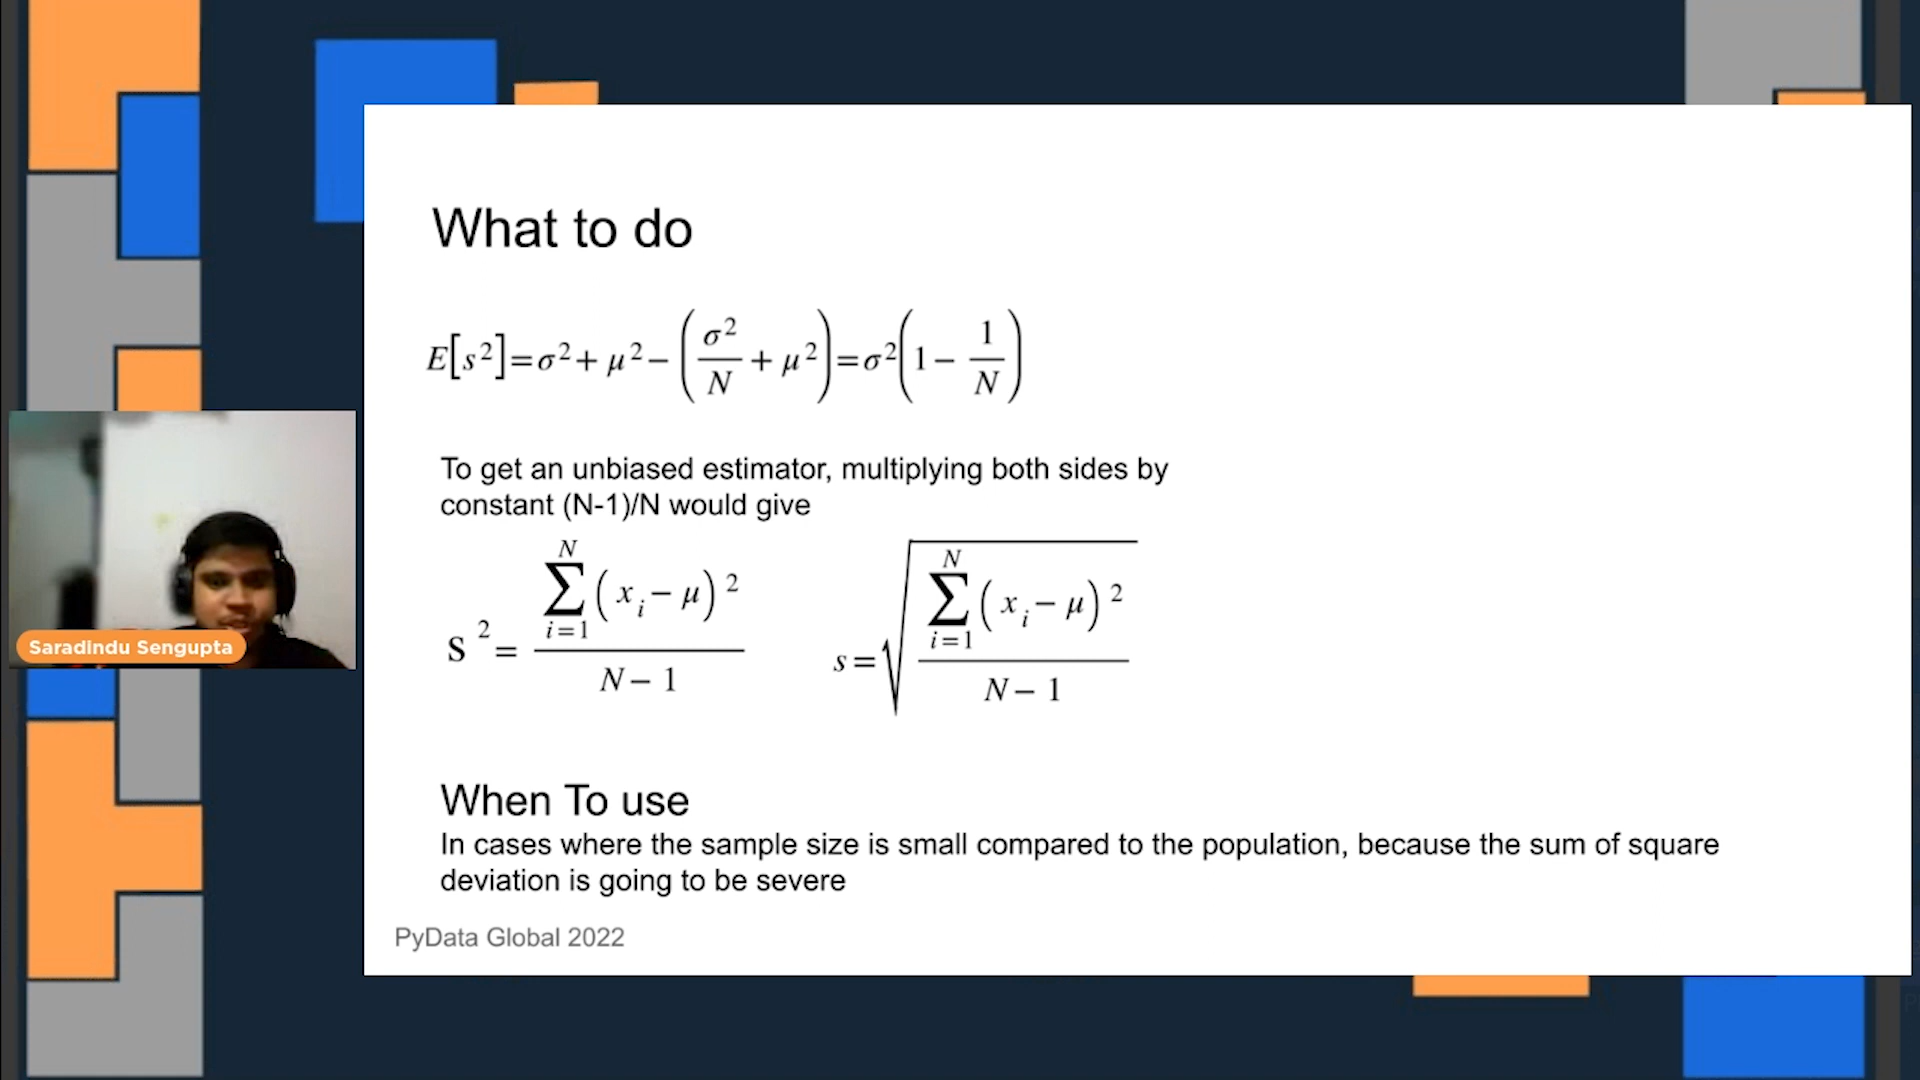 What to do
E[s²]=σ²+ μ²− (σ²/N + μ²)=σ²(1− 1/N)
To get an unbiased estimator, multiplying both sides by
constant (N-1)/N would give
S² = ∑_{i=1}^{N} (x_i − μ)² / (N − 1)    s = √(∑_{i=1}^{N} (x_i − μ)² / (N − 1))
Saradindu Sengupta
When To use
In cases where the sample size is small compared to the population, because the sum of square
deviation is going to be severe
PyData Global 2022